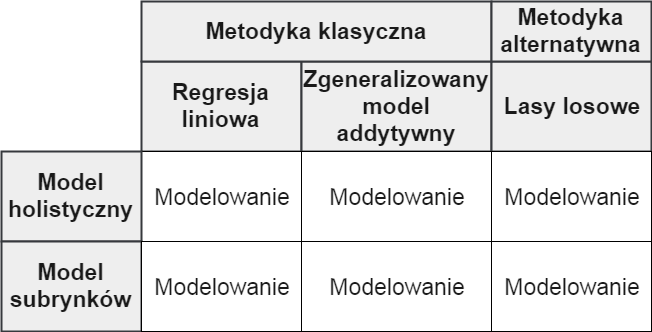 Metodyka klasyczna
Metodyka
alternatywna
Regresja
liniowa
Zgeneralizowany
model
addytywny
Lasy losowe
Model
holistyczny
Modelowanie
Modelowanie
Modelowanie
Model
subrynków
Modelowanie
Modelowanie
Modelowanie